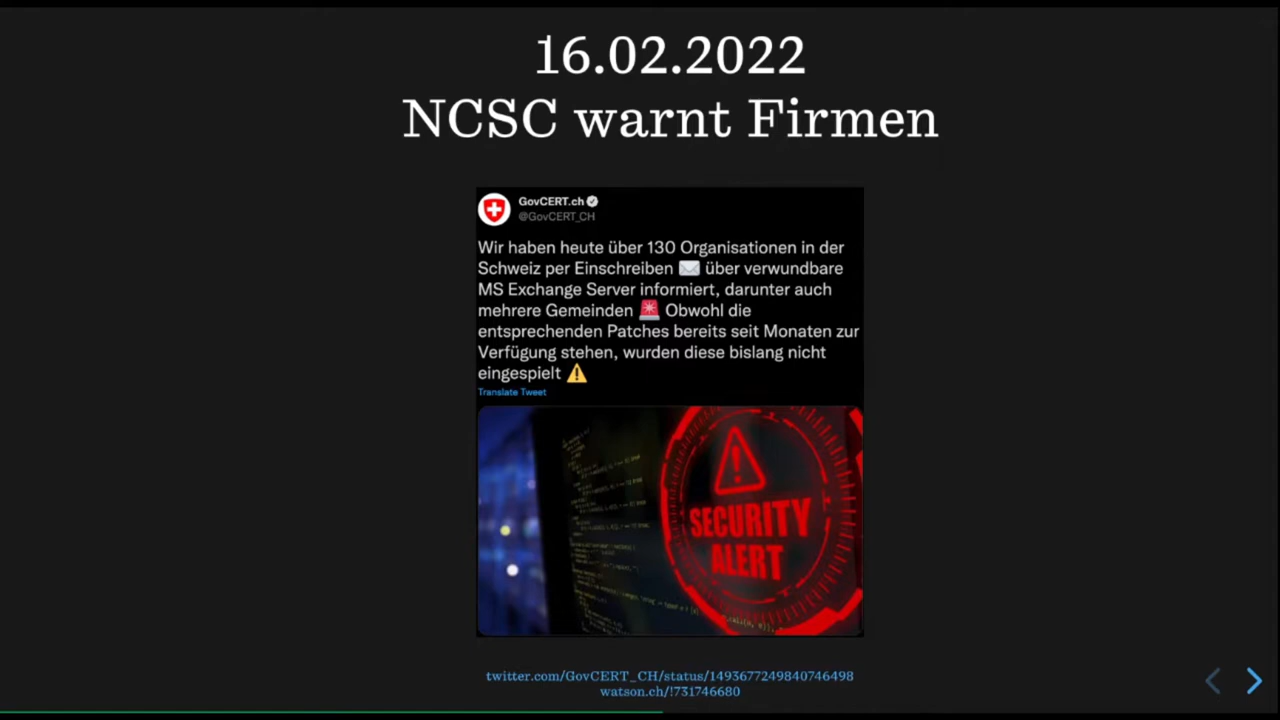 16.02.2022
NCSC warnt Firmen
GovCERT.ch
@GovCERT_CH
Wir haben heute über 130 Organisationen in der
Schweiz per Einschreiben ✉️ über verwundbare
MS Exchange Server informiert, darunter auch
mehrere Gemeinden 🚨 Obwohl die
entsprechenden Patches bereits seit Monaten zur
Verfügung stehen, wurden diese bislang nicht
eingespielt ⚠️
Translate Tweet
SECURITY
ALERT
twitter.com/GovCERT_CH/status/1493677249840746498
watson.ch/!731746680